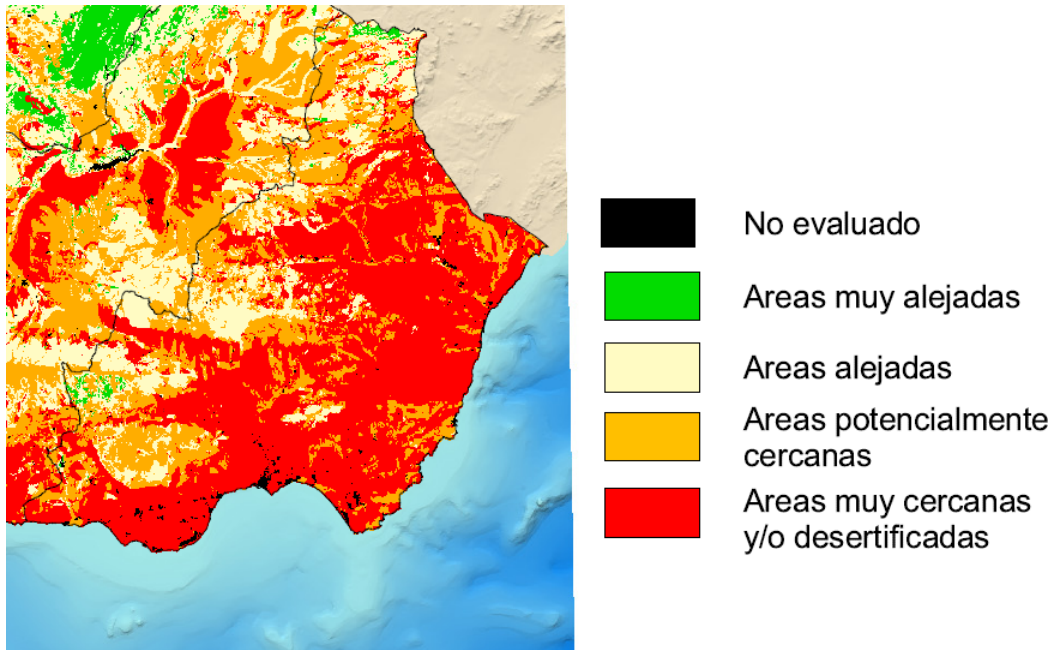 No evaluado
Areas muy alejadas
Areas alejadas
Areas potencialmente
cercanas
Areas muy cercanas
y/o desertificadas